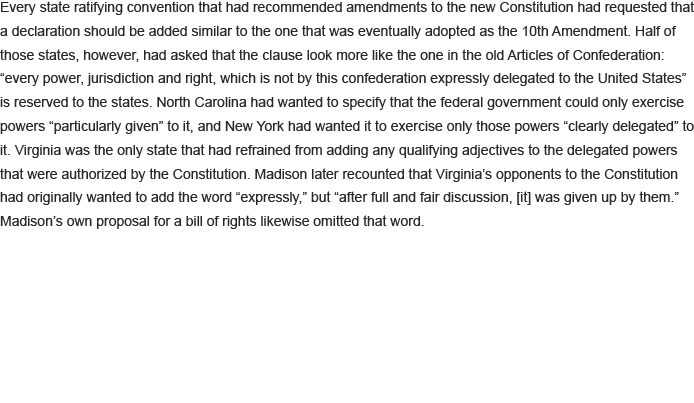 Every state ratifying convention that had recommended amendments to the new Constitution had requested that
a declaration should be added similar to the one that was eventually adopted as the 10th Amendment. Half of
those states, however, had asked that the clause look more like the one in the old Articles of Confederation:
“every power, jurisdiction and right, which is not by this confederation expressly delegated to the United States”
is reserved to the states. North Carolina had wanted to specify that the federal government could only exercise
powers “particularly given” to it, and New York had wanted it to exercise only those powers “clearly delegated” to
it. Virginia was the only state that had refrained from adding any qualifying adjectives to the delegated powers
that were authorized by the Constitution. Madison later recounted that Virginia’s opponents to the Constitution
had originally wanted to add the word “expressly,” but “after full and fair discussion, [it] was given up by them.”
Madison’s own proposal for a bill of rights likewise omitted that word.